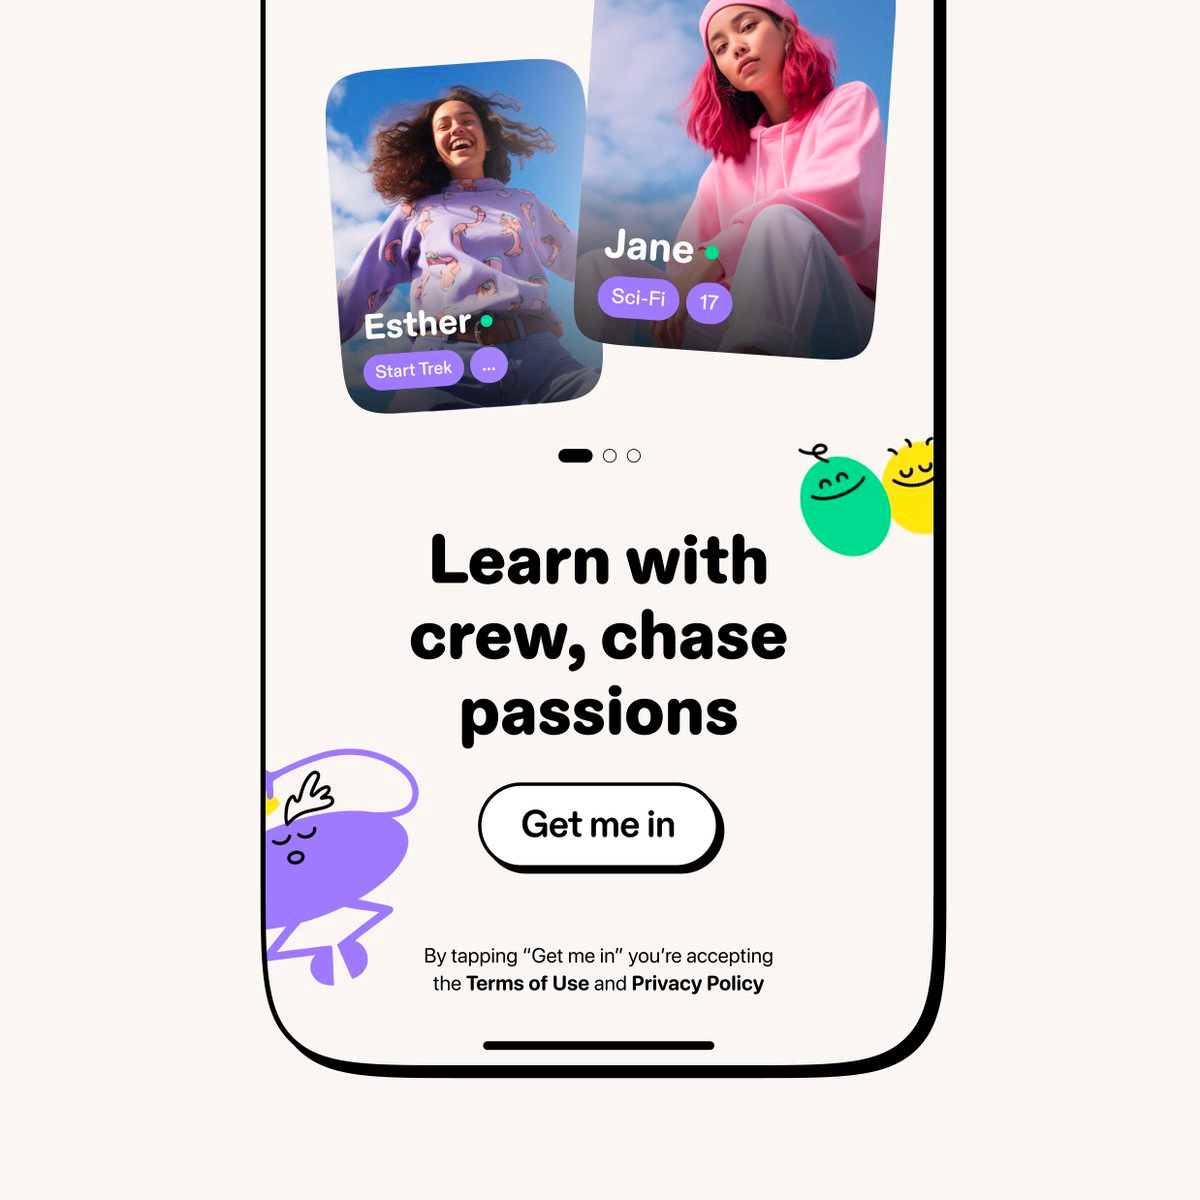 Jane
Sci-Fi 17
Esther
Start Trek ...
Learn with
crew, chase
passions
Get me in
By tapping “Get me in” you’re accepting
the Terms of Use and Privacy Policy